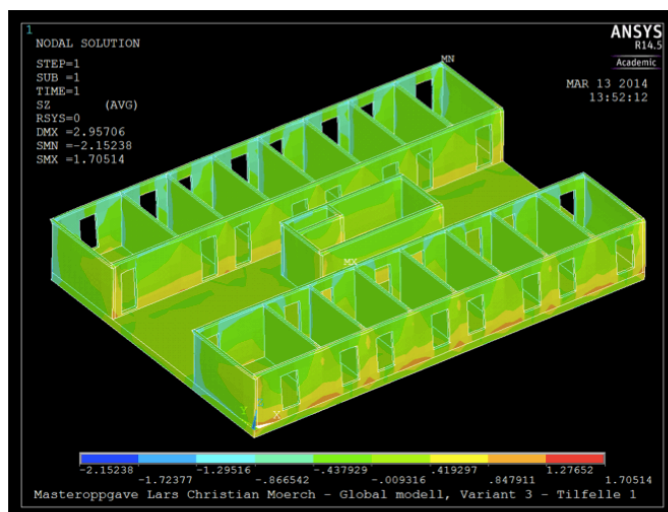 1
NODAL SOLUTION
STEP=1
SUB =1
TIME=1
SZ (AVG)
RSYS=0
DMX =2.95706
SMN =-2.15238
SMX =1.70514
ANSYS
R14.5
Academic
MAR 13 2014
13:52:12
MN
MX
Y
X
-2.15238 -1.29516 -.437929 .419297 1.27652
-1.72377 -.866542 -.009316 .847911 1.70514
Masteroppgave Lars Christian Moerch - Global modell, Variant 3 - Tilfelle 1